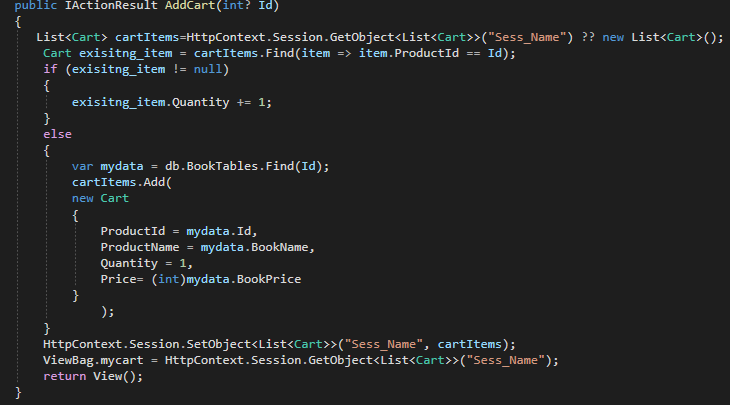 public IActionResult AddCart(int? Id)
{
List<Cart> cartItems=HttpContext.Session.GetObject<List<Cart>>("Sess_Name") ?? new List<Cart>();
Cart exisitng_item = cartItems.Find(item => item.ProductId == Id);
if (exisitng_item != null)
{
exisitng_item.Quantity += 1;
}
else
{
var mydata = db.BookTables.Find(Id);
cartItems.Add(
new Cart
{
ProductId = mydata.Id,
ProductName = mydata.BookName,
Quantity = 1,
Price= (int)mydata.BookPrice
}
);
}
HttpContext.Session.SetObject<List<Cart>>("Sess_Name", cartItems);
ViewBag.mycart = HttpContext.Session.GetObject<List<Cart>>("Sess_Name");
return View();
}